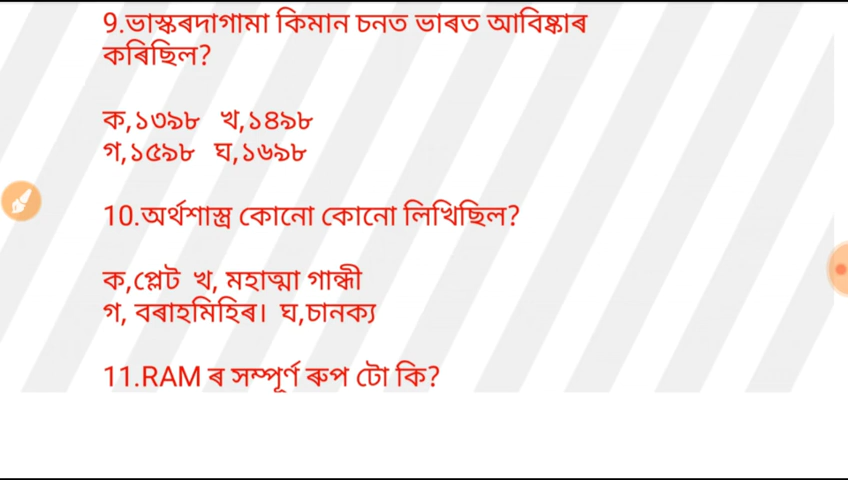 9.ভাস্কৰদাগামা কিমান চনত ভাৰত আবিষ্কাৰ
কৰিছিল?
ক,১৩৯৮ খ,১৪৯৮
গ,১৫৯৮ ঘ,১৬৯৮
10.অৰ্থশাস্ত্ৰ কোনো কোনো লিখিছিল?
ক,প্লেট খ, মহাত্মা গান্ধী
গ, বৰাহমিহিৰ। ঘ,চানক্য
11.RAM ৰ সম্পূৰ্ণ ৰুপ টো কি?